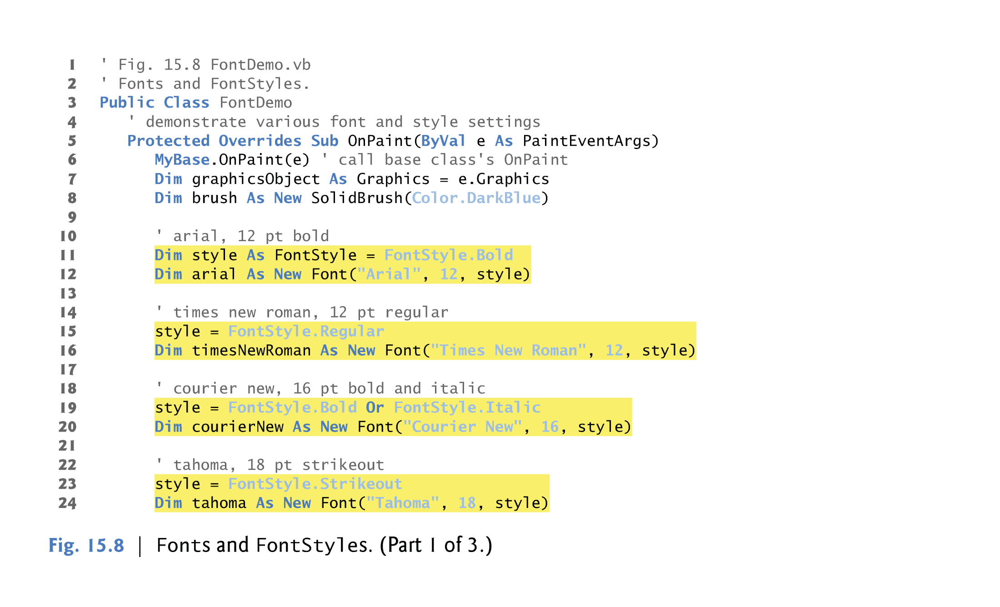 1 ' Fig. 15.8 FontDemo.vb
2 ' Fonts and FontStyles.
3 Public Class FontDemo
4 ' demonstrate various font and style settings
5 Protected Overrides Sub OnPaint(ByVal e As PaintEventArgs)
6 MyBase.OnPaint(e) ' call base class's OnPaint
7 Dim graphicsObject As Graphics = e.Graphics
8 Dim brush As New SolidBrush(Color.DarkBlue)
9
10 ' arial, 12 pt bold
11 Dim style As FontStyle = FontStyle.Bold
12 Dim arial As New Font("Arial", 12, style)
13
14 ' times new roman, 12 pt regular
15 style = FontStyle.Regular
16 Dim timesNewRoman As New Font("Times New Roman", 12, style)
17
18 ' courier new, 16 pt bold and italic
19 style = FontStyle.Bold Or FontStyle.Italic
20 Dim courierNew As New Font("Courier New", 16, style)
21
22 ' tahoma, 18 pt strikeout
23 style = FontStyle.Strikeout
24 Dim tahoma As New Font("Tahoma", 18, style)
Fig. 15.8 | Fonts and FontStyles. (Part 1 of 3.)